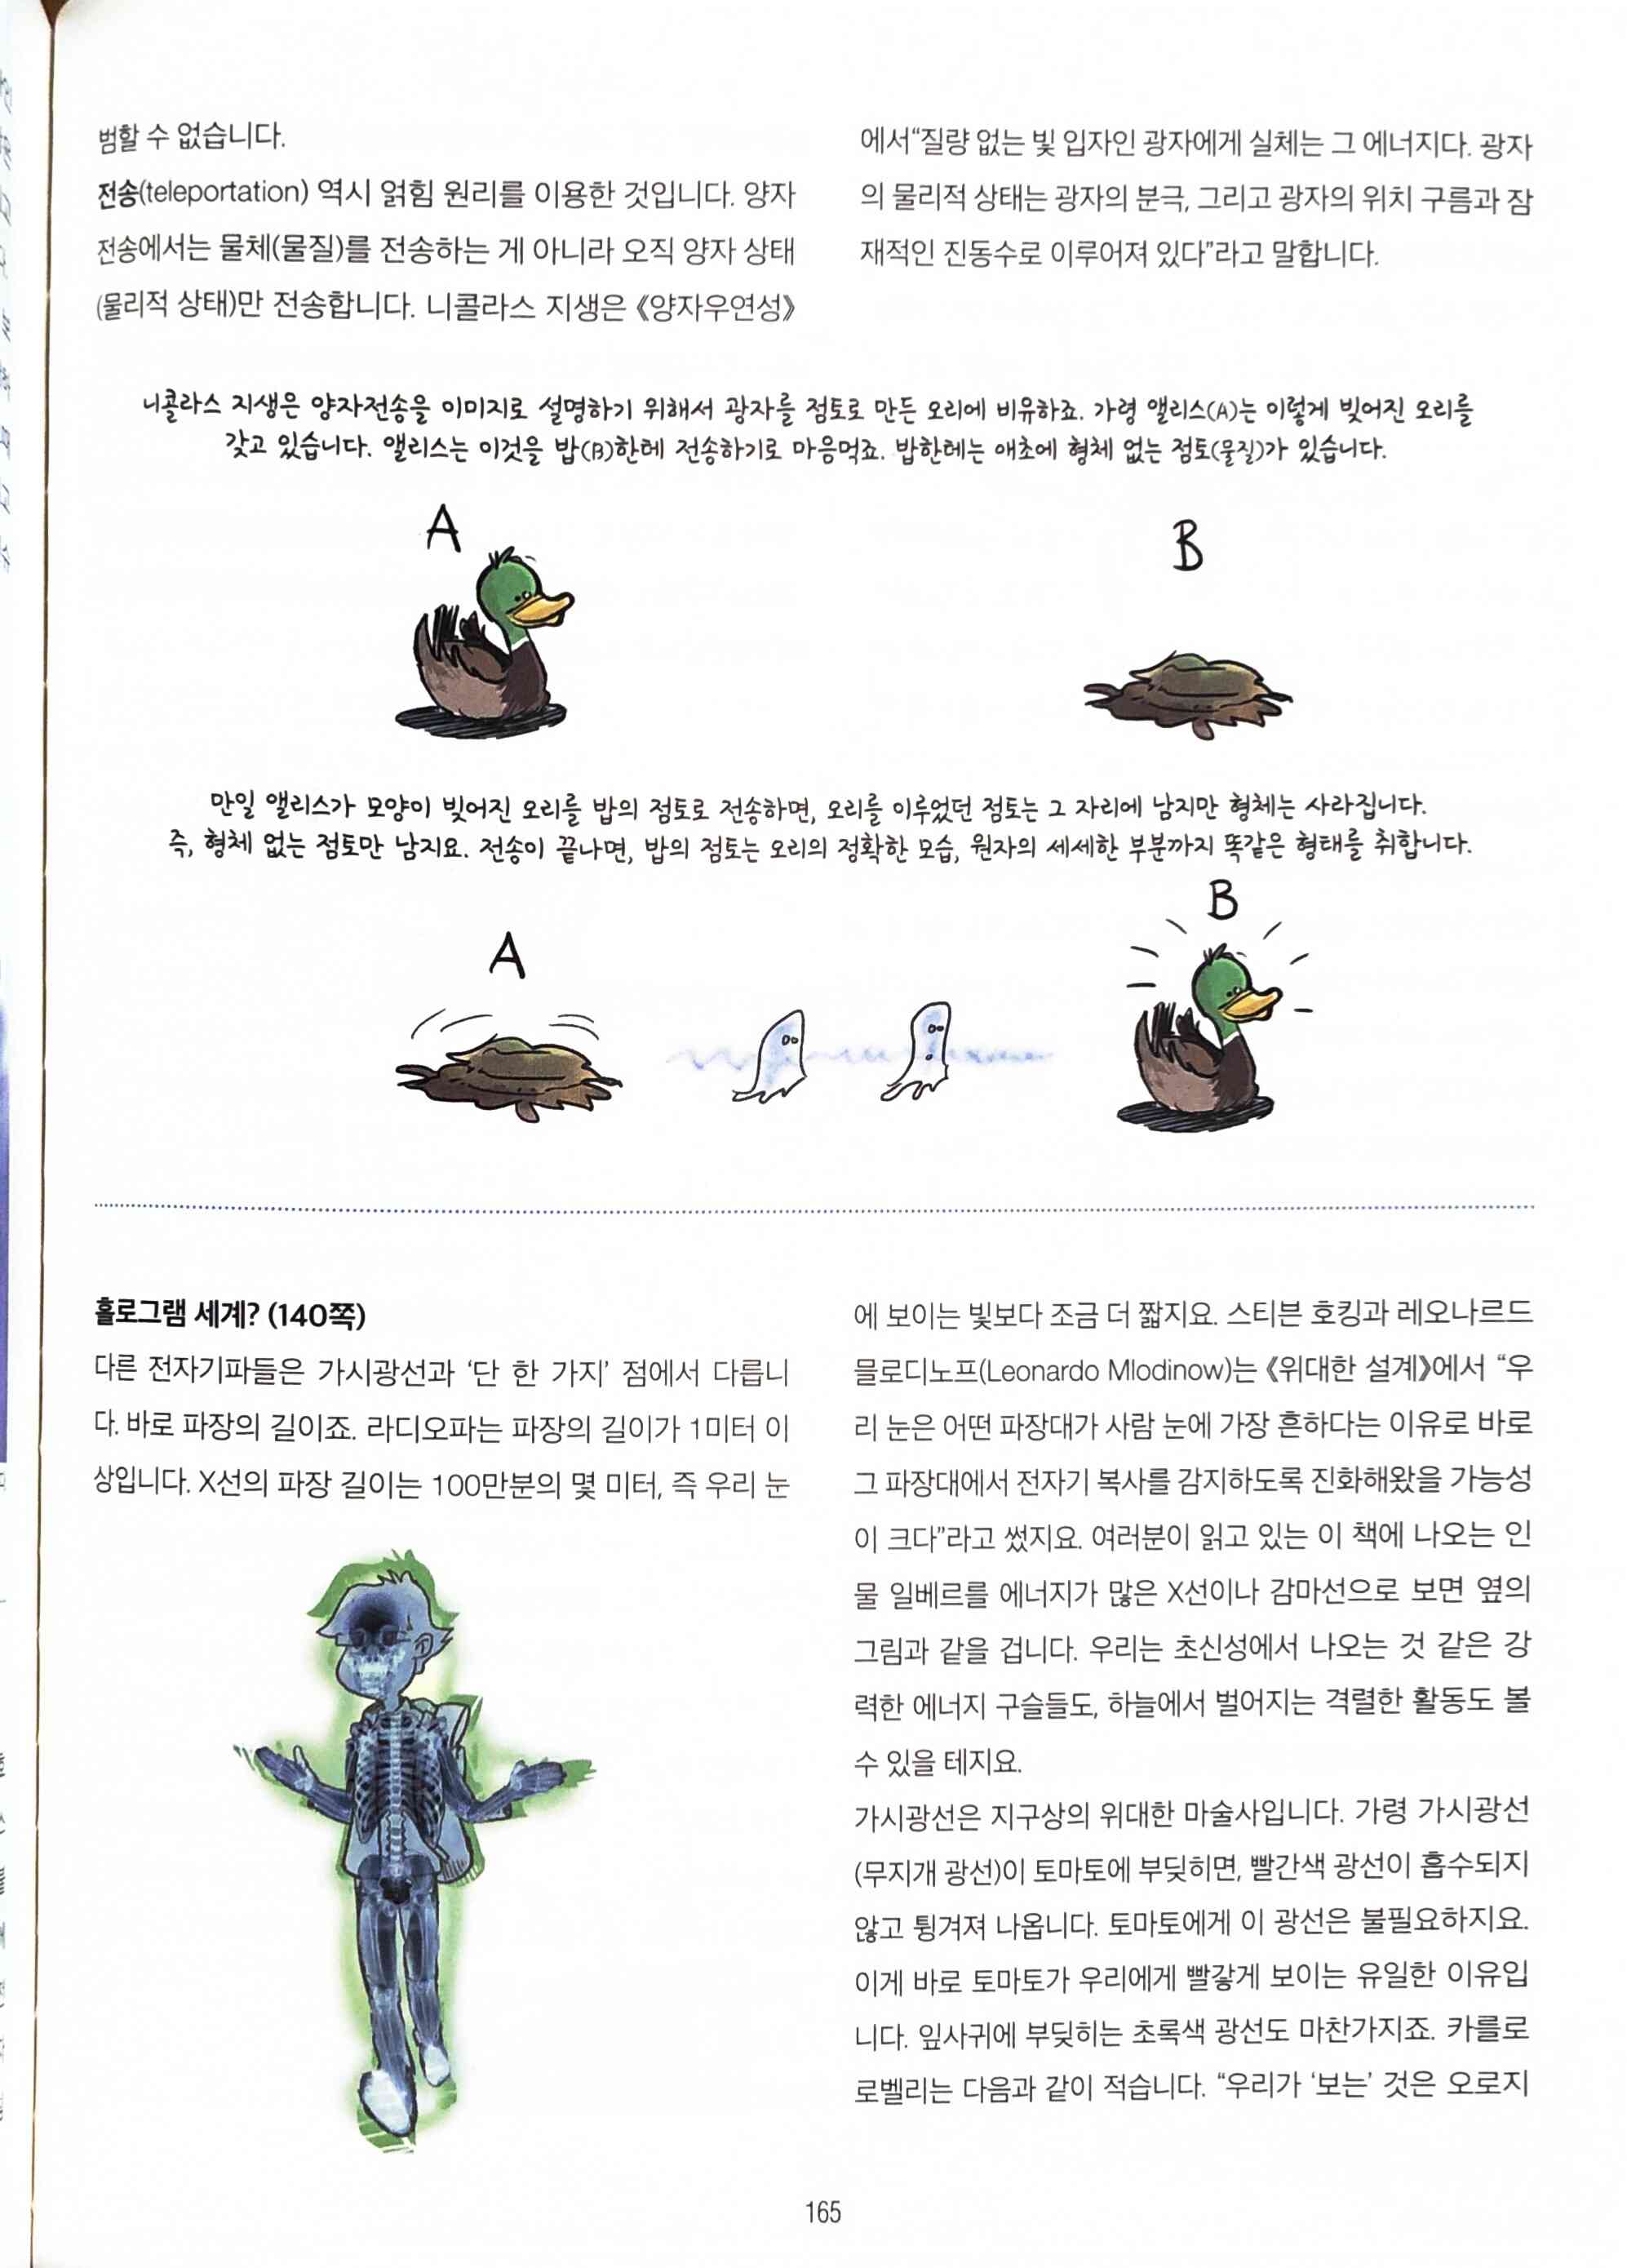 범할 수 없습니다.
전송(teleportation) 역시 얽힘 원리를 이용한 것입니다. 양자
전송에서는 물체(물질)를 전송하는 게 아니라 오직 양자 상태
(물리적 상태)만 전송합니다. 니콜라스 지생은 《양자우연성》
에서“질량 없는 빛 입자인 광자에게 실체는 그 에너지다. 광자
의 물리적 상태는 광자의 분극, 그리고 광자의 위치 구름과 잠
재적인 진동수로 이루어져 있다”라고 말합니다.
니콜라스 지생은 양자전송을 이미지로 설명하기 위해서 광자를 점토로 만든 오리에 비유하죠. 가령 앨리스(A)는 이렇게 빚어진 오리를
갖고 있습니다. 앨리스는 이것을 밥(B)한테 전송하기로 마음먹죠. 밥한테는 애초에 형체 없는 점토(물질)가 있습니다.
A
B
만일 앨리스가 모양이 빚어진 오리를 밥의 점토로 전송하면, 오리를 이루었던 점토는 그 자리에 남지만 형체는 사라집니다.
즉, 형체 없는 점토만 남지요. 전송이 끝나면, 밥의 점토는 오리의 정확한 모습, 원자의 세세한 부분까지 똑같은 형태를 취합니다.
A
B
홀로그램 세계? (140쪽)
다른 전자기파들은 가시광선과 ‘단 한 가지’ 점에서 다릅니
다. 바로 파장의 길이죠. 라디오파는 파장의 길이가 1미터 이
상입니다. X선의 파장 길이는 100만분의 몇 미터, 즉 우리 눈
에 보이는 빛보다 조금 더 짧지요. 스티븐 호킹과 레오나르드
믈로디노프(Leonardo Mlodinow)는 《위대한 설계》에서 “우
리 눈은 어떤 파장대가 사람 눈에 가장 흔하다는 이유로 바로
그 파장대에서 전자기 복사를 감지하도록 진화해왔을 가능성
이 크다”라고 썼지요. 여러분이 읽고 있는 이 책에 나오는 인
물 일베르를 에너지가 많은 X선이나 감마선으로 보면 옆의
그림과 같을 겁니다. 우리는 초신성에서 나오는 것 같은 강
력한 에너지 구슬들도, 하늘에서 벌어지는 격렬한 활동도 볼
수 있을 테지요.
가시광선은 지구상의 위대한 마술사입니다. 가령 가시광선
(무지개 광선)이 토마토에 부딪히면, 빨간색 광선이 흡수되지
않고 튕겨져 나옵니다. 토마토에게 이 광선은 불필요하지요.
이게 바로 토마토가 우리에게 빨갛게 보이는 유일한 이유입
니다. 잎사귀에 부딪히는 초록색 광선도 마찬가지죠. 카를로
로벨리는 다음과 같이 적습니다. “우리가 ‘보는’ 것은 오로지
165